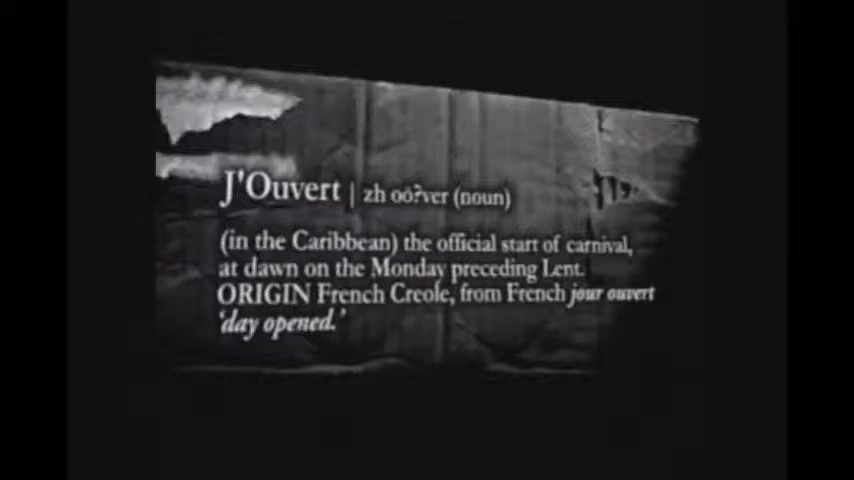 J'Ouvert | zh oō?ver (noun)
(in the Caribbean) the official start of carnival,
at dawn on the Monday preceding Lent.
ORIGIN French Creole, from French jour ouvert
‘day opened.’